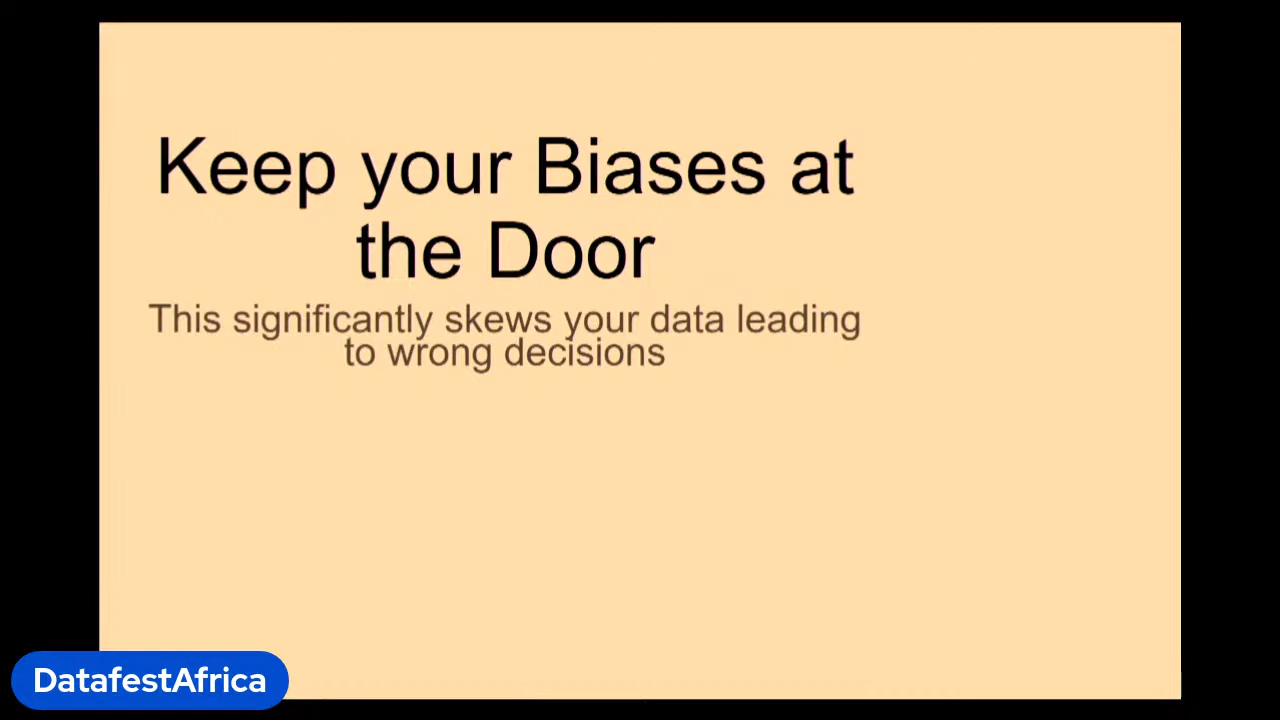 Keep your Biases at
the Door
This significantly skews your data leading
to wrong decisions
DatafestAfrica